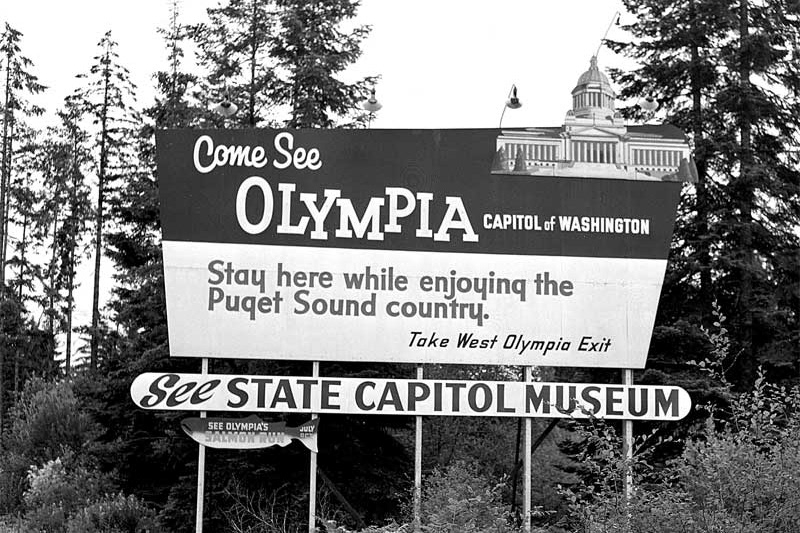 Come See
OLYMPIA CAPITOL of WASHINGTON
Stay here while enjoying the
Puget Sound country.
Take West Olympia Exit
See STATE CAPITOL MUSEUM
SEE OLYMPIA'S JULY
SALMON RUN